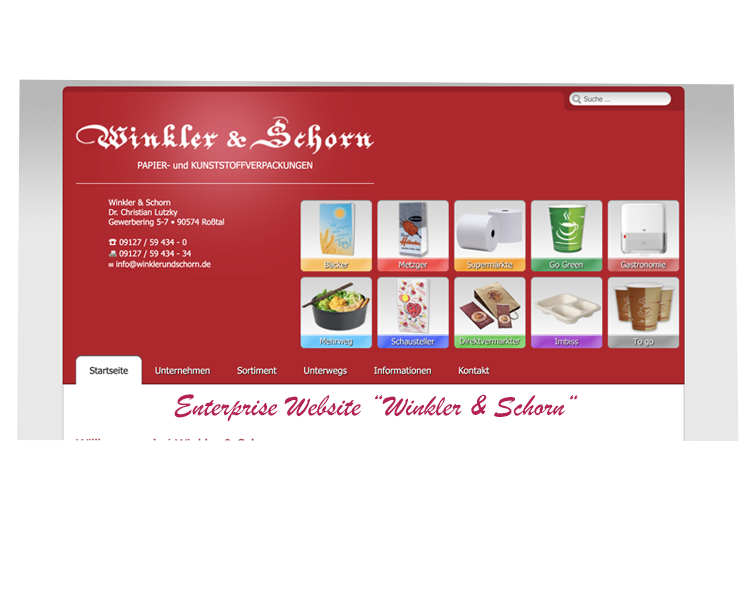 Suche ...
Winkler & Schorn
PAPIER- und KUNSTSTOFFVERPACKUNGEN
Winkler & Schorn
Dr. Christian Lutzky
Gewerbering 5-7 • 90574 Roßtal
☎ 09127 / 59 434 - 0
📠 09127 / 59 434 - 34
✉ info@winklerundschorn.de
Bäcker Metzger Supermärkte Go Green Gastronomie
Mehrweg Schausteller Direktvermarkter Imbiss To go
Startseite Unternehmen Sortiment Unterwegs Informationen Kontakt
Enterprise Website "Winkler & Schorn"